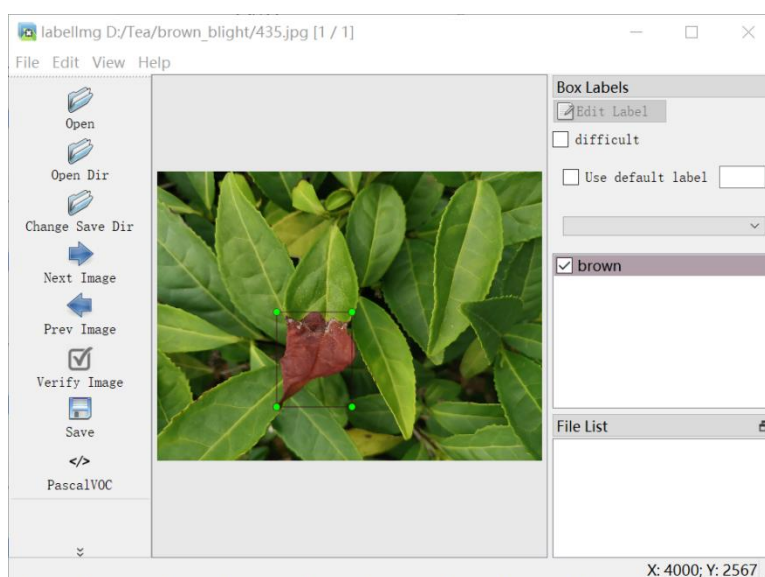 labelImg D:/Tea/brown_blight/435.jpg [1 / 1]
File Edit View Help
Open
Open Dir
Change Save Dir
Next Image
Prev Image
Verify Image
Save
</>
PascalVOC
Box Labels
Edit Label
difficult
Use default label
brown
File List
X: 4000; Y: 2567